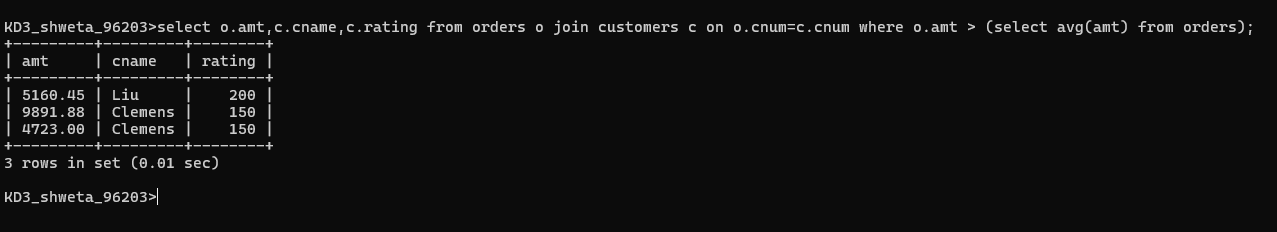 KD3_shweta_96203>select o.amt,c.cname,c.rating from orders o join customers c on o.cnum=c.cnum where o.amt > (select avg(amt) from orders);
+---------+---------+--------+
| amt     | cname   | rating |
+---------+---------+--------+
| 5160.45 | Liu     |    200 |
| 9891.88 | Clemens |    150 |
| 4723.00 | Clemens |    150 |
+---------+---------+--------+
3 rows in set (0.01 sec)
KD3_shweta_96203>